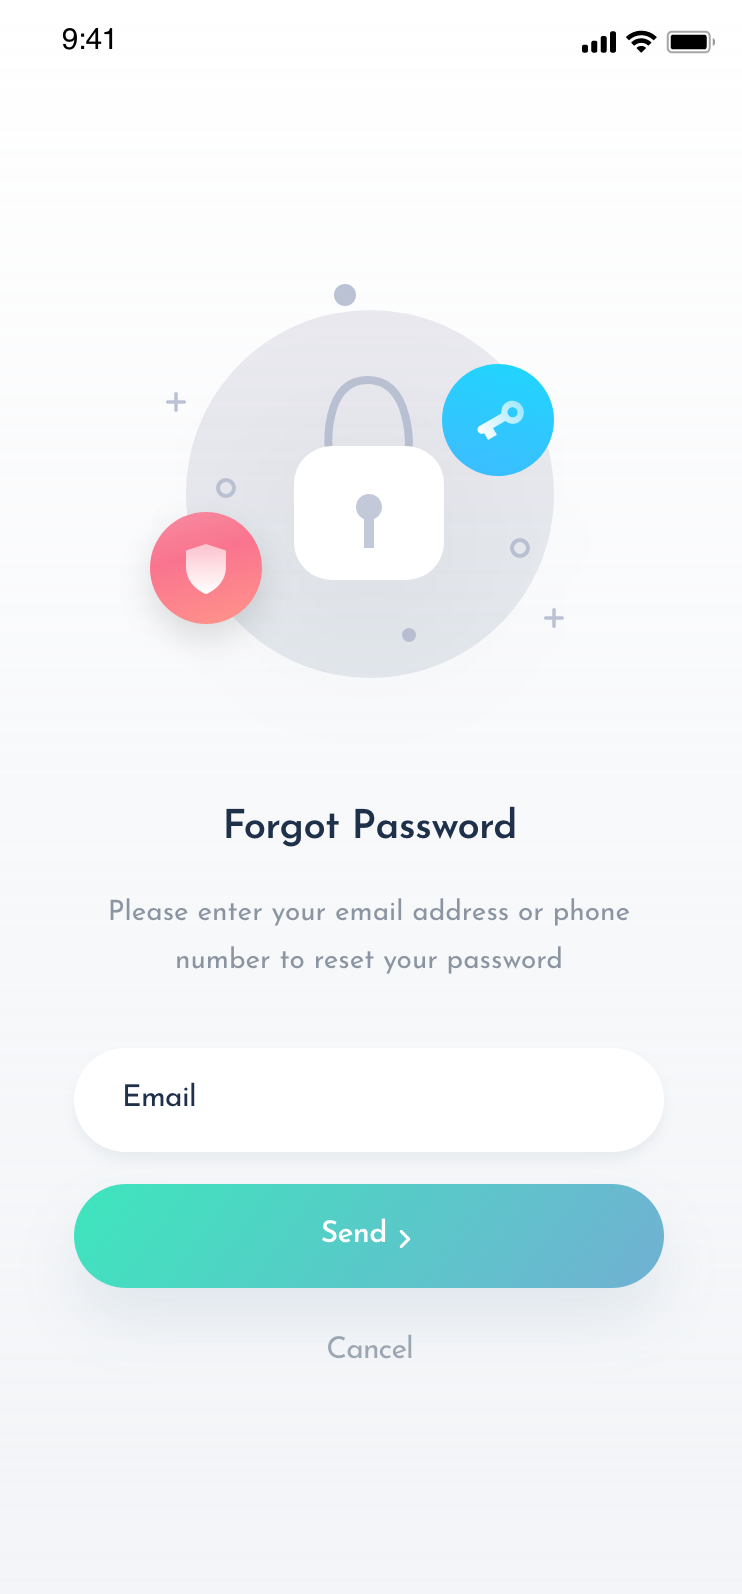 9:41
Forgot Password
Please enter your email address or phone
number to reset your password
Email
Send
Cancel